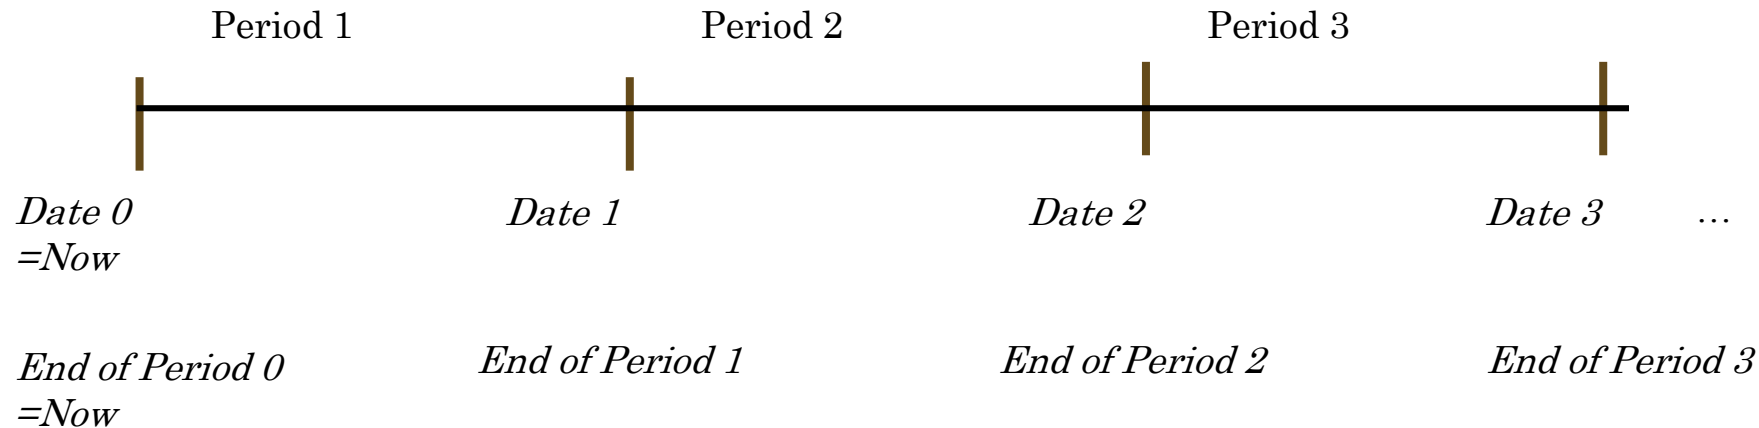 Period 1 Period 2 Period 3
Date 0 Date 1 Date 2 Date 3 ...
=Now
End of Period 0 End of Period 1 End of Period 2 End of Period 3
=Now